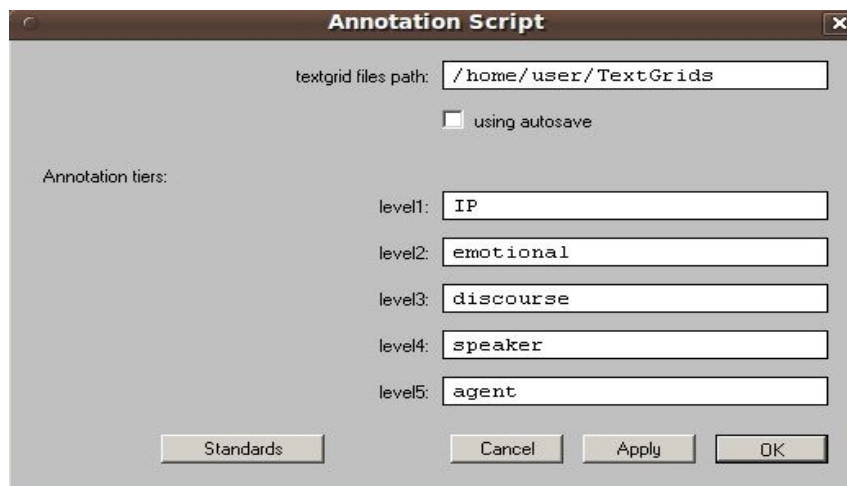 Annotation Script
textgrid files path: /home/user/TextGrids
using autosave
Annotation tiers:
level1: IP
level2: emotional
level3: discourse
level4: speaker
level5: agent
Standards Cancel Apply OK